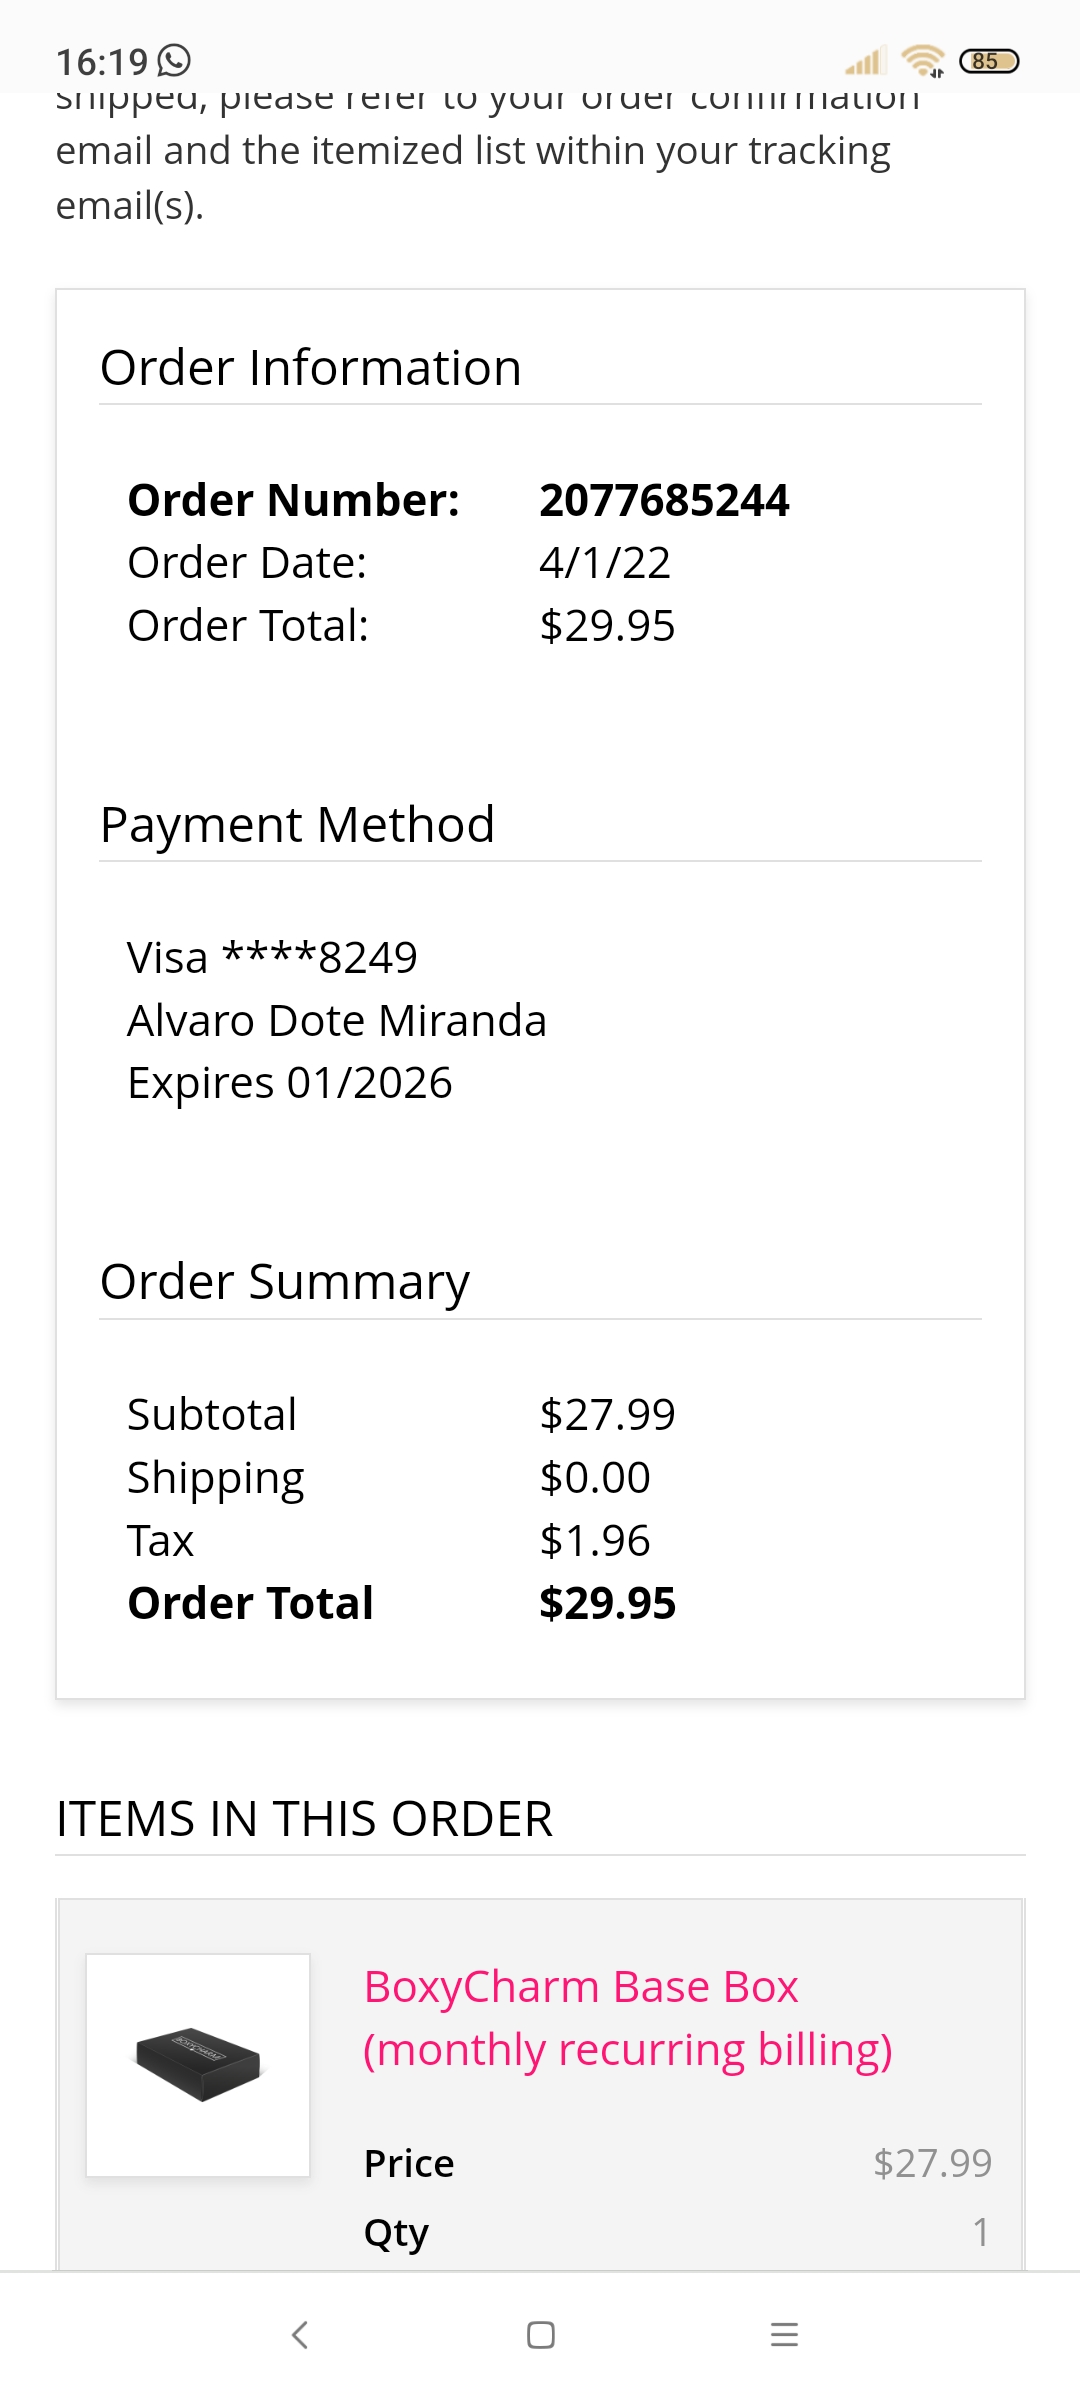 16:19
85
shipped, please refer to your order confirmation
email and the itemized list within your tracking
email(s).
Order Information
Order Number: 2077685244
Order Date: 4/1/22
Order Total: $29.95
Payment Method
Visa ****8249
Alvaro Dote Miranda
Expires 01/2026
Order Summary
Subtotal $27.99
Shipping $0.00
Tax $1.96
Order Total $29.95
ITEMS IN THIS ORDER
BOXYCHARM
BoxyCharm Base Box
(monthly recurring billing)
Price $27.99
Qty 1